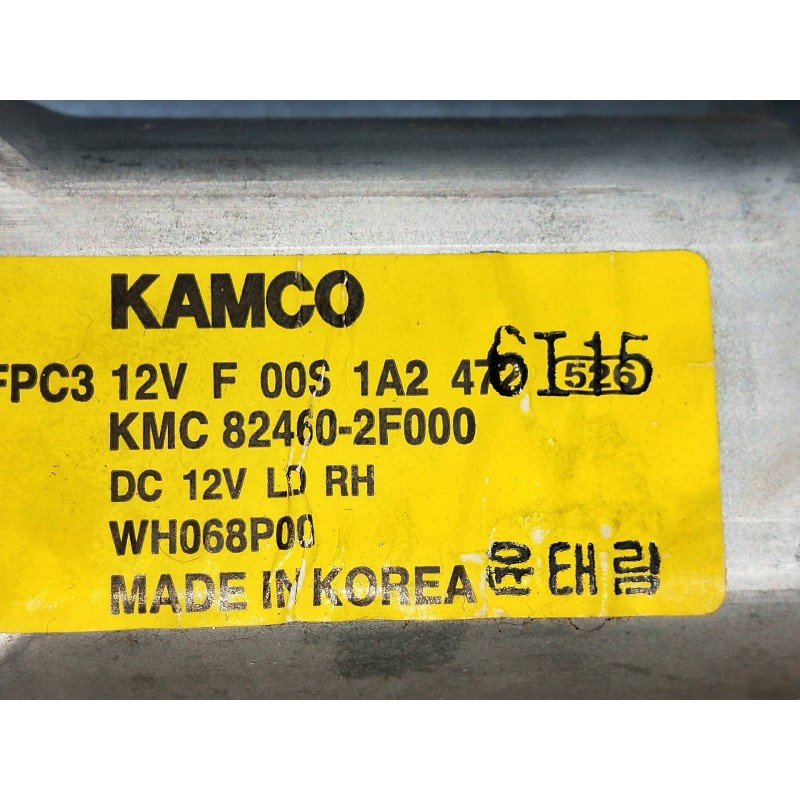 KAMCO
FPC3 12V F 00S 1A2 472 526
6I15
KMC 82460-2F000
DC 12V LD RH
WH068P00
MADE IN KOREA 윤태림